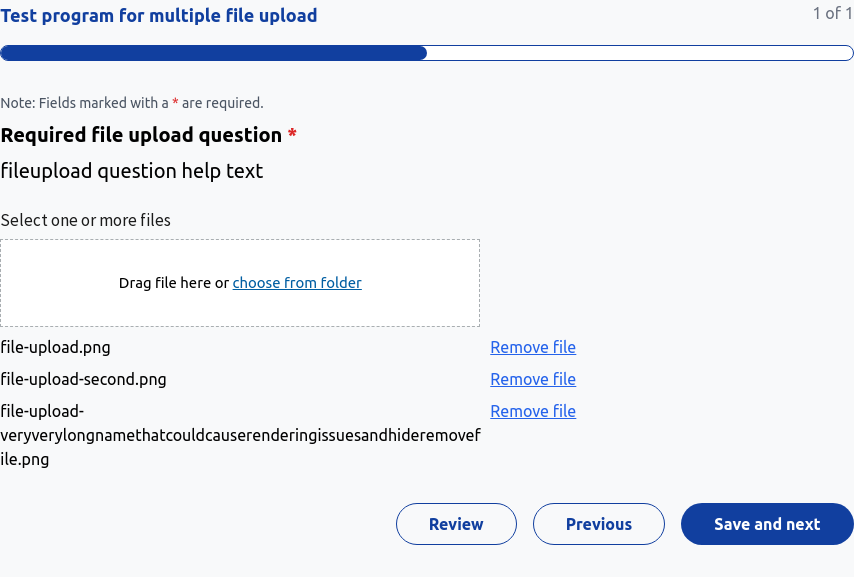 Test program for multiple file upload
1 of 1
Note: Fields marked with a * are required.
Required file upload question *
fileupload question help text
Select one or more files
Drag file here or choose from folder
file-upload.png Remove file
file-upload-second.png Remove file
file-upload- Remove file
veryverylongnamethatcouldcauserenderingissuesandhideremovef
ile.png
Review Previous Save and next